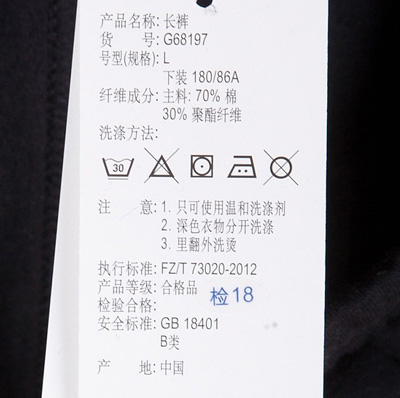 产品名称: 长裤
货 号: G68197
号型(规格): L
下装 180/86A
纤维成分: 主料: 70% 棉
30% 聚酯纤维
洗涤方法:
30
注 意: 1. 只可使用温和洗涤剂
2. 深色衣物分开洗涤
3. 里翻外洗烫
执行标准: FZ/T 73020-2012
产品等级: 合格品
检验合格: 检18
安全标准: GB 18401
B类
产 地: 中国